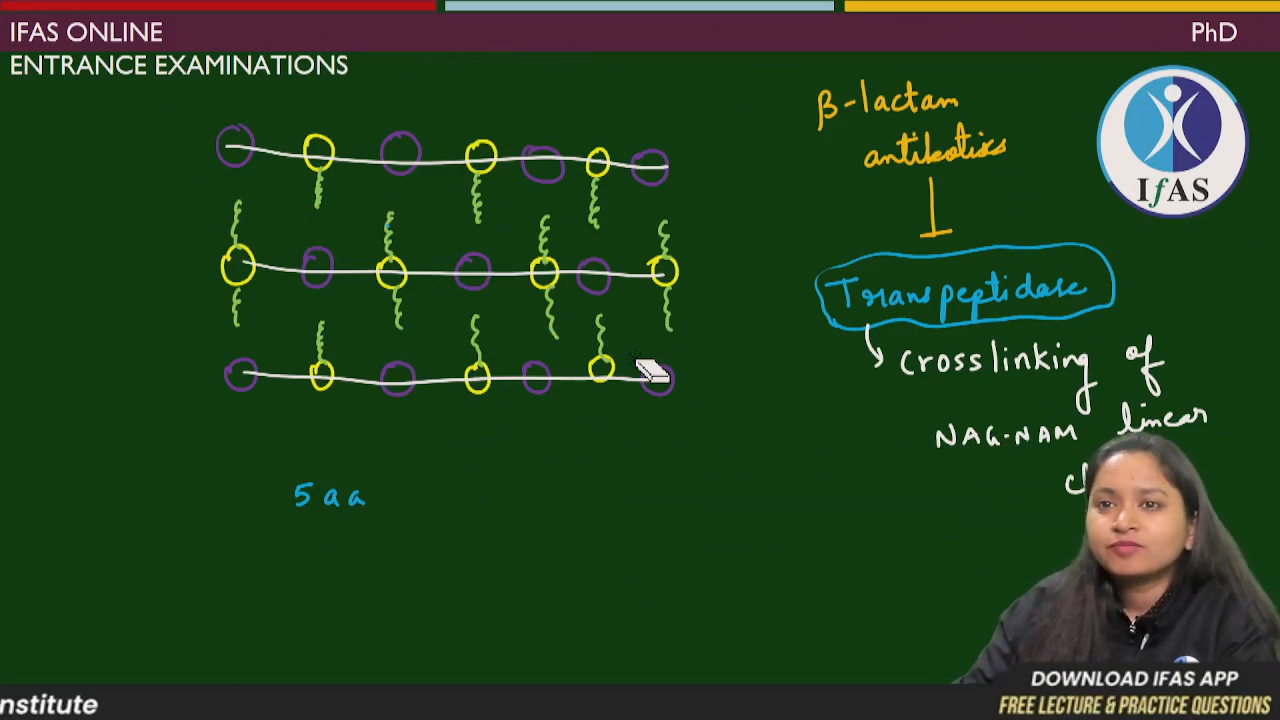 IFAS ONLINE
PhD
ENTRANCE EXAMINATIONS
β-lactam
antibiotics
IfAS
Transpeptidase
Crosslinking of
NAG-NAM linear
5 a a
DOWNLOAD IFAS APP
FREE LECTURE & PRACTICE QUESTIONS
nstitute